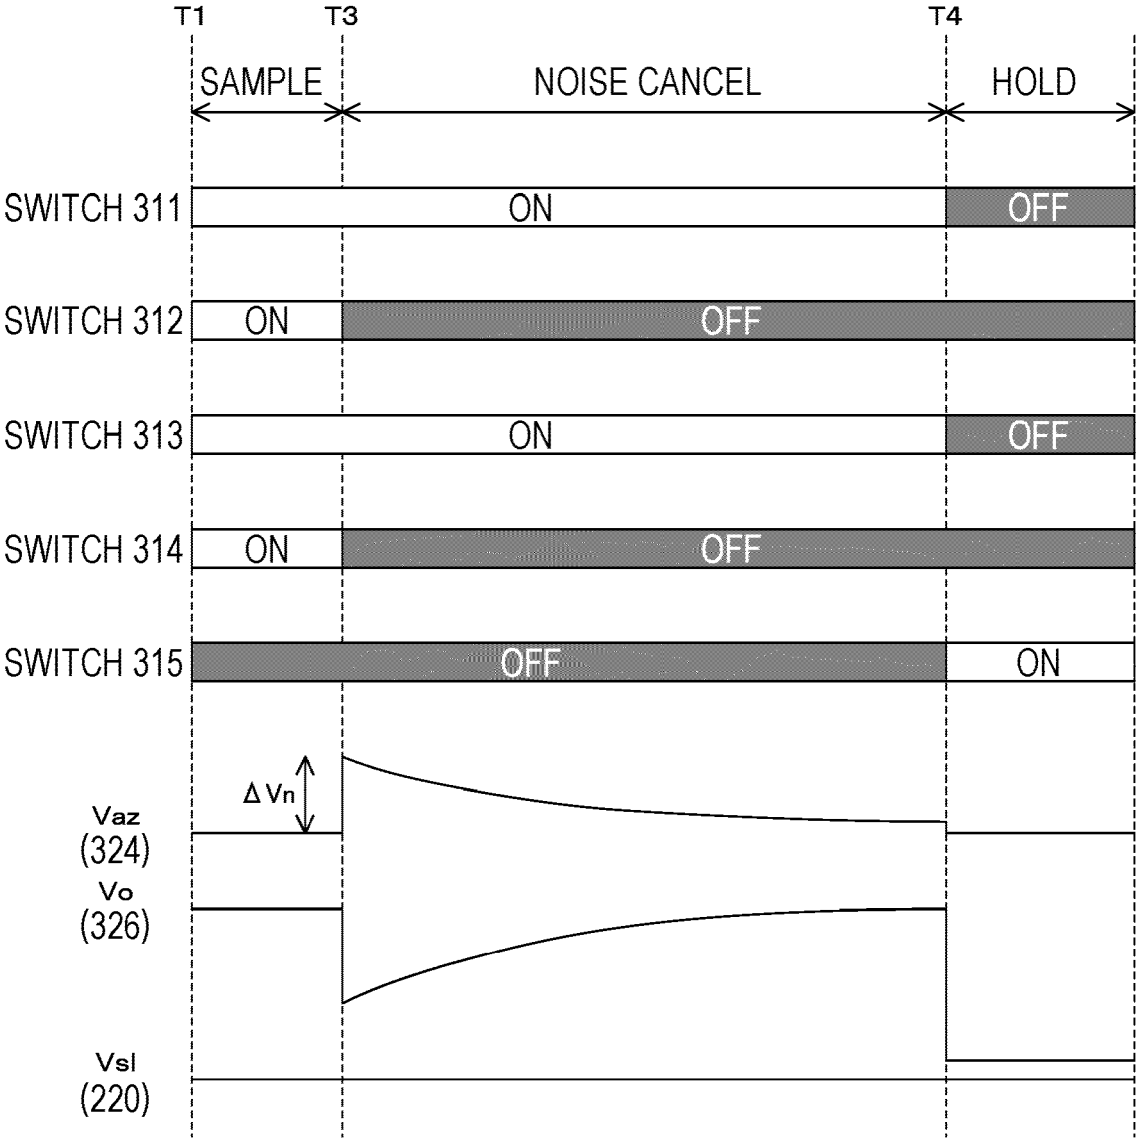 T1 T3 T4
SAMPLE NOISE CANCEL HOLD
SWITCH 311 ON OFF
SWITCH 312 ON OFF
SWITCH 313 ON OFF
SWITCH 314 ON OFF
SWITCH 315 OFF ON
ΔVn
Vaz
(324)
Vo
(326)
Vsl
(220)